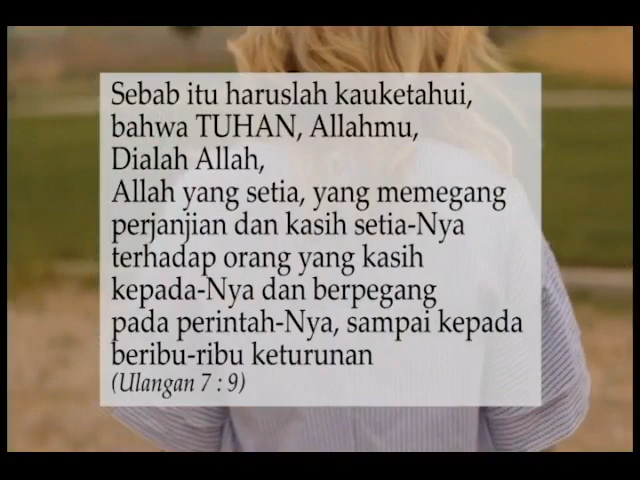 Sebab itu haruslah kauketahui,
bahwa TUHAN, Allahmu,
Dialah Allah,
Allah yang setia, yang memegang
perjanjian dan kasih setia-Nya
terhadap orang yang kasih
kepada-Nya dan berpegang
pada perintah-Nya, sampai kepada
beribu-ribu keturunan
(Ulangan 7 : 9)